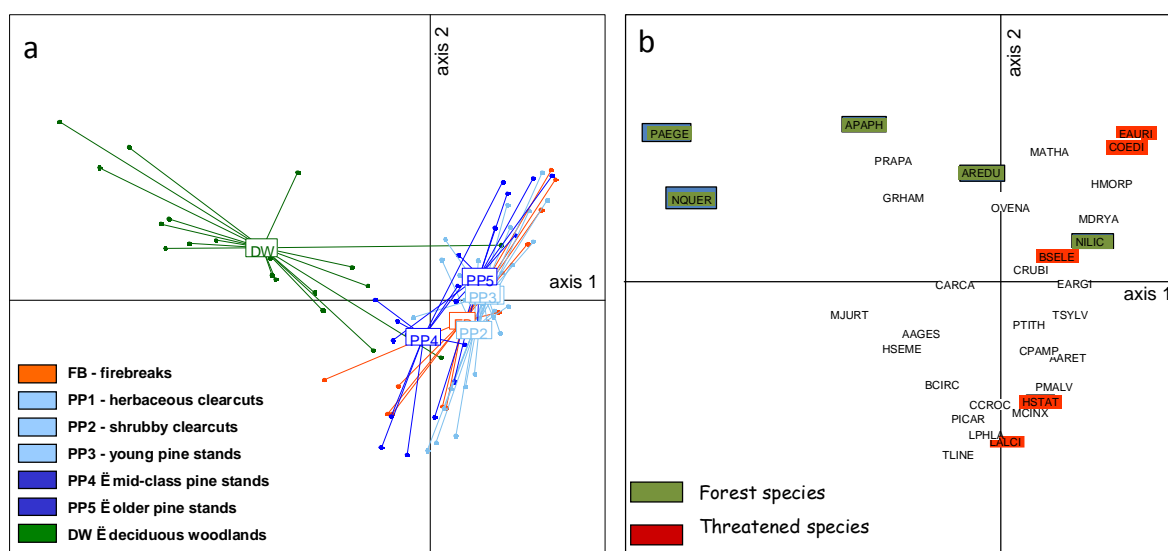 a
axis 2
axis 1
DW
PP5
PP3
PP2
PP4
FB - firebreaks
PP1 - herbaceous clearcuts
PP2 - shrubby clearcuts
PP3 - young pine stands
PP4 Ë mid-class pine stands
PP5 Ë older pine stands
DW Ë deciduous woodlands
b
axis 2
axis 1
PAEGE
APAPH
EAURI
COEDI
MATHA
PRAPA
AREDU
HMORP
NQUER
GRHAM
OVENA
MDRYA
NILIC
BSELE
CRUBI
CARCA
EARGI
MJURT
TSYLV
PTITH
AAGES
HSEME
CPAMP
AARET
BCIRC
PMALV
CCROC
HSTAT
MCINX
PICAR
LPHLA
TLINE
Forest species
Threatened species